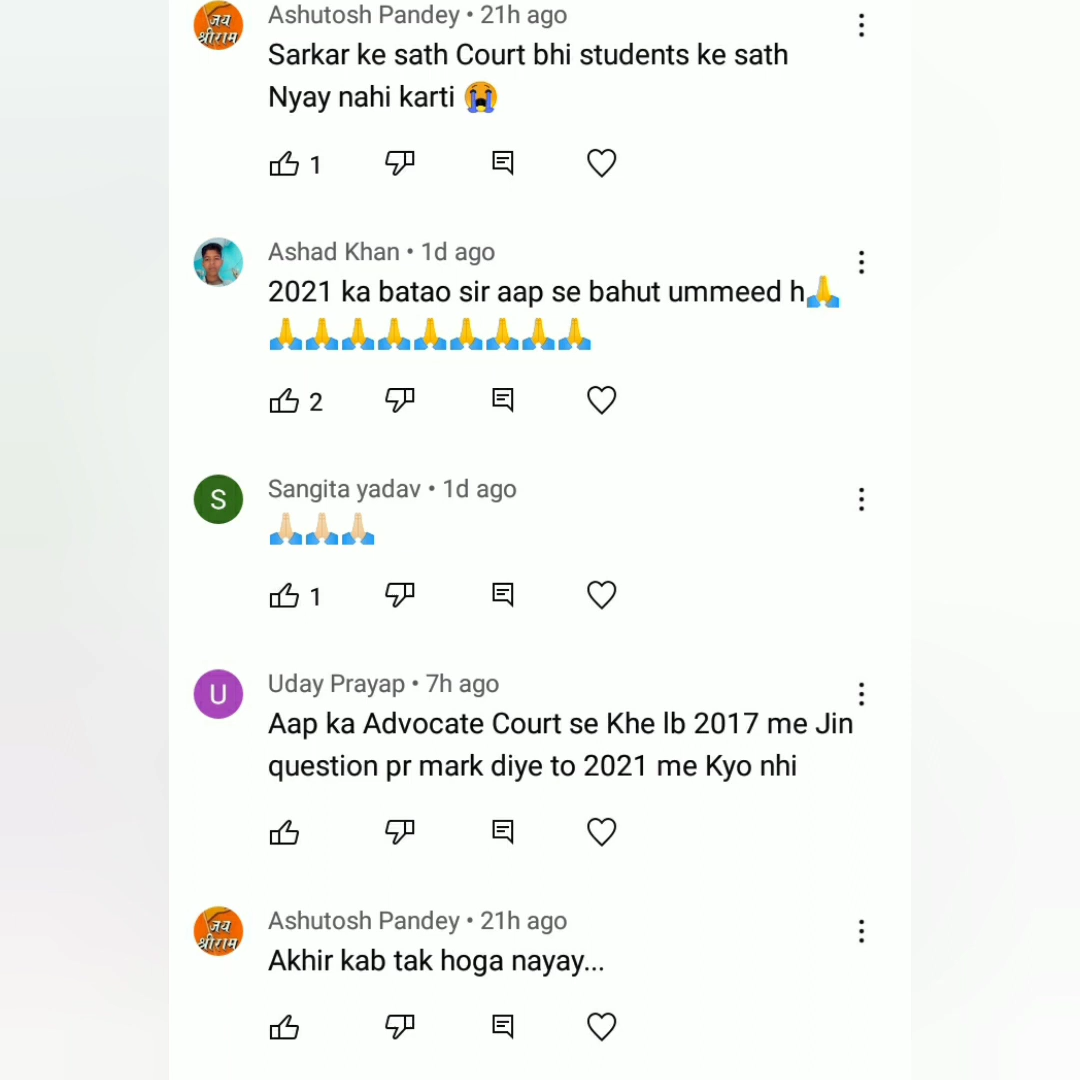 जय
श्रीराम
Ashutosh Pandey • 21h ago
Sarkar ke sath Court bhi students ke sath
Nyay nahi karti 😭
1
Ashad Khan • 1d ago
2021 ka batao sir aap se bahut ummeed h🙏
🙏🙏🙏🙏🙏🙏🙏🙏🙏
2
S
Sangita yadav • 1d ago
🙏🏻🙏🏻🙏🏻
1
U
Uday Prayap • 7h ago
Aap ka Advocate Court se Khe lb 2017 me Jin
question pr mark diye to 2021 me Kyo nhi
जय
श्रीराम
Ashutosh Pandey • 21h ago
Akhir kab tak hoga nayay...